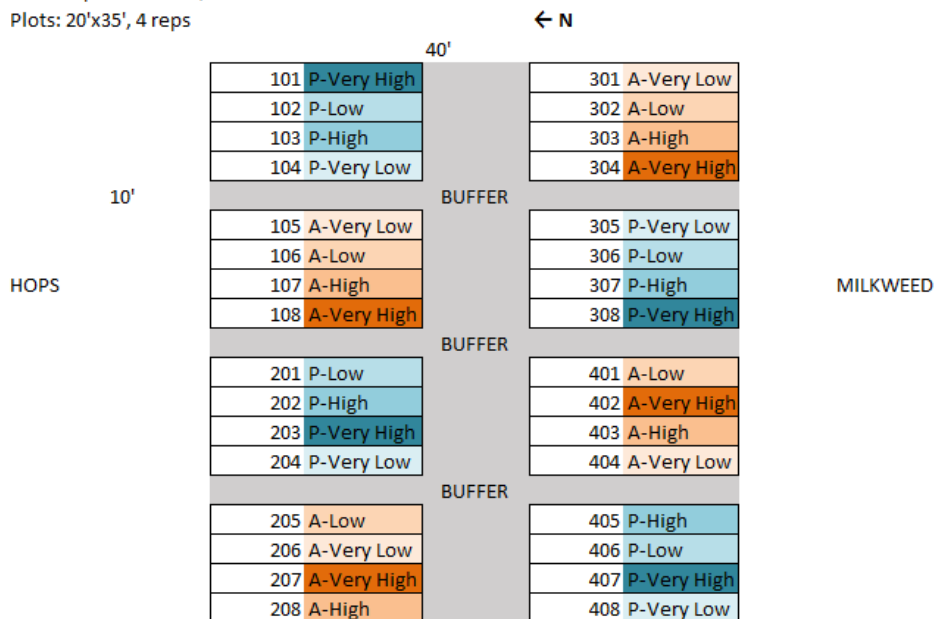 Plots: 20'x35', 4 reps
← N
40'
101 P-Very High 301 A-Very Low
102 P-Low 302 A-Low
103 P-High 303 A-High
104 P-Very Low 304 A-Very High
10' BUFFER
105 A-Very Low 305 P-Very Low
106 A-Low 306 P-Low
HOPS 107 A-High 307 P-High MILKWEED
108 A-Very High 308 P-Very High
BUFFER
201 P-Low 401 A-Low
202 P-High 402 A-Very High
203 P-Very High 403 A-High
204 P-Very Low 404 A-Very Low
BUFFER
205 A-Low 405 P-High
206 A-Very Low 406 P-Low
207 A-Very High 407 P-Very High
208 A-High 408 P-Very Low